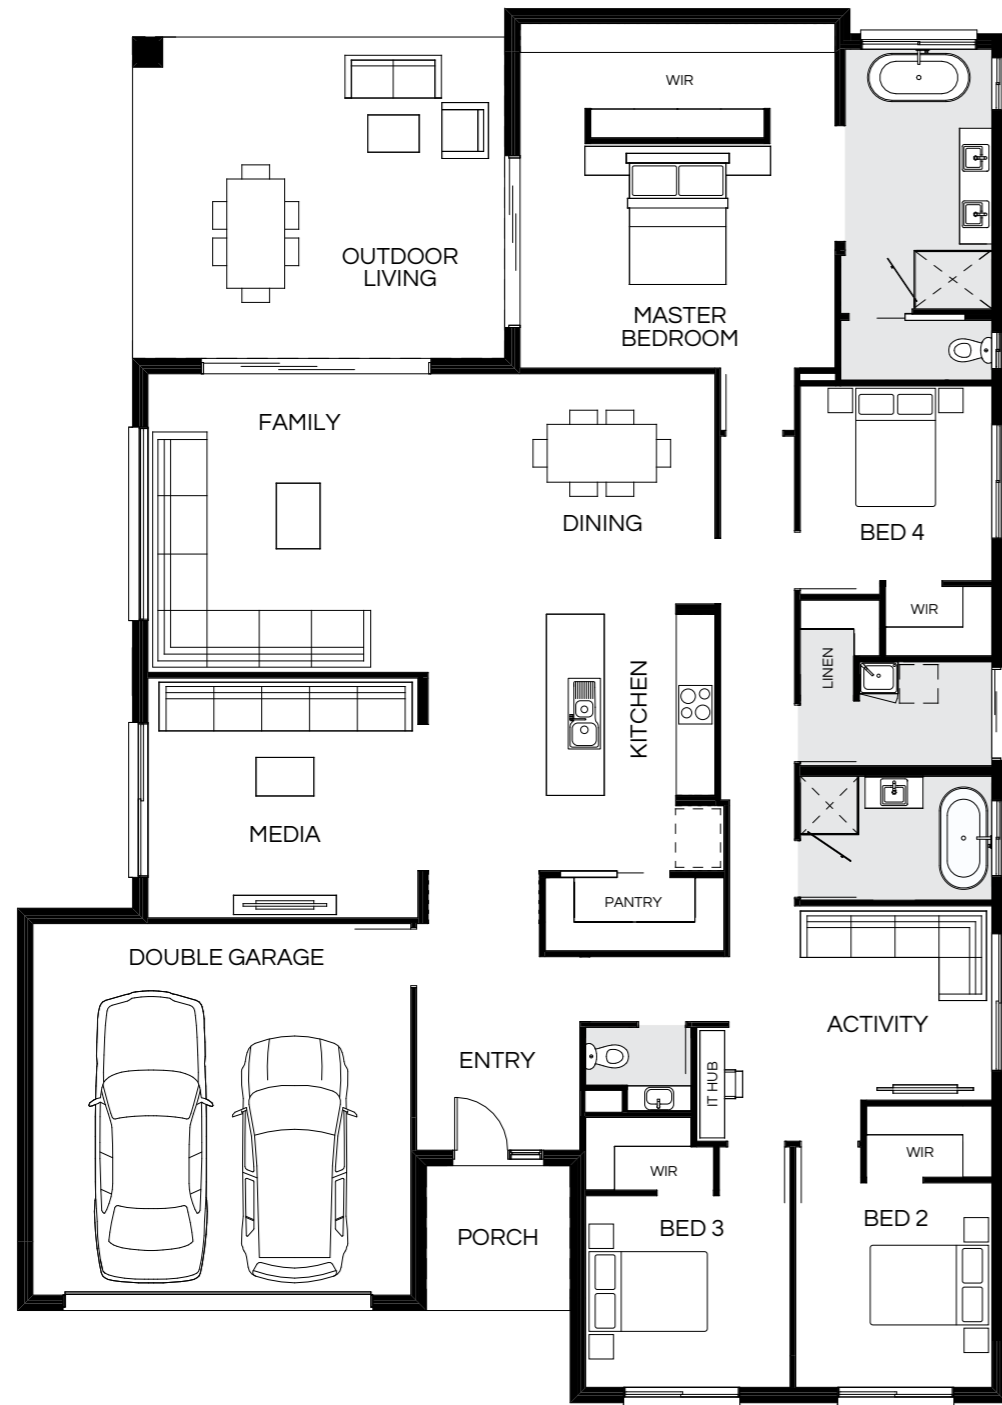 WIR
OUTDOOR
LIVING
MASTER
BEDROOM
FAMILY
DINING
BED 4
WIR
LINEN
KITCHEN
MEDIA
PANTRY
DOUBLE GARAGE
ACTIVITY
ENTRY
IT HUB
WIR
WIR
BED 3
BED 2
PORCH